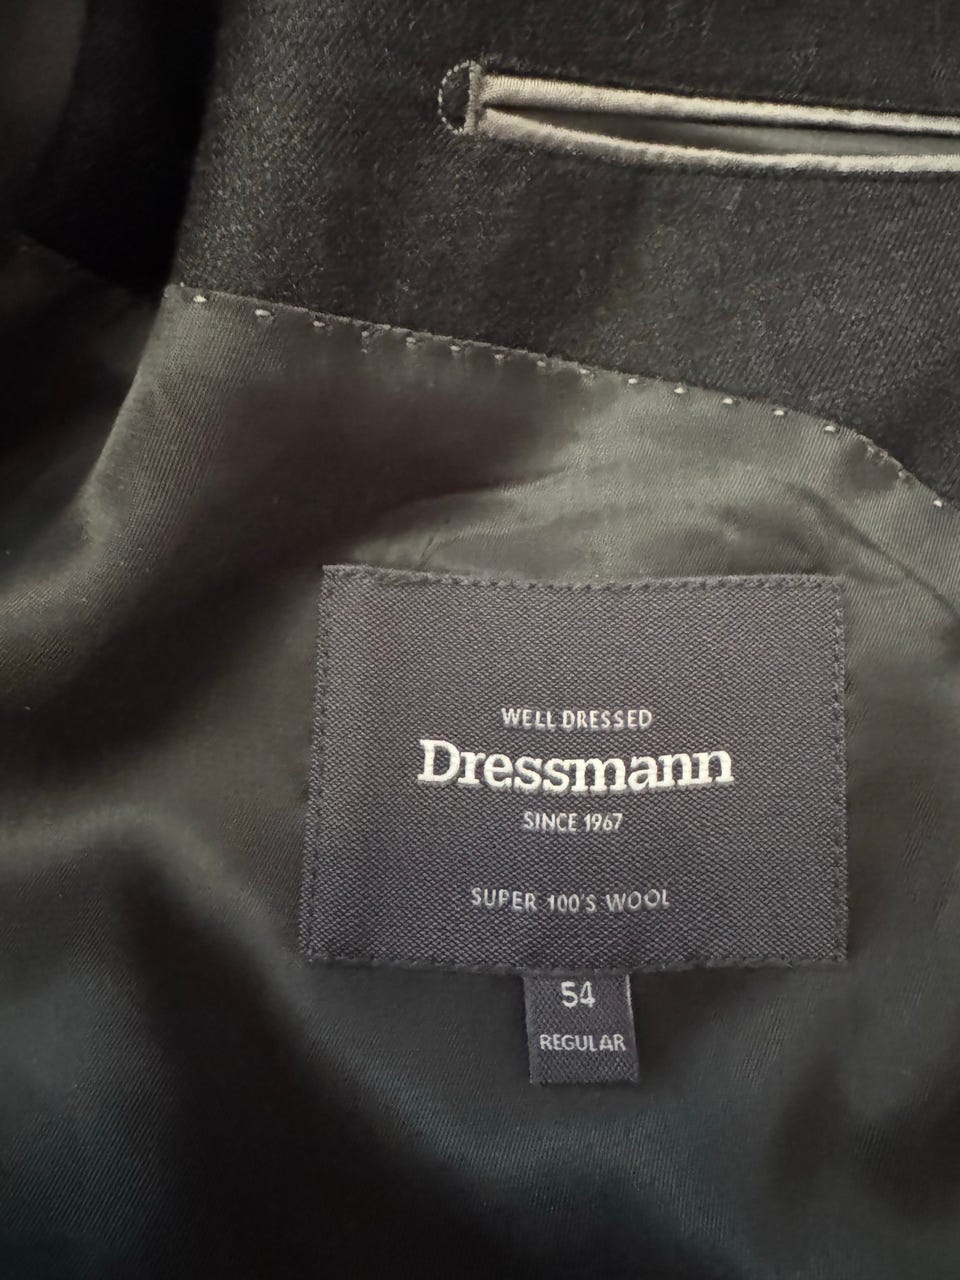 WELL DRESSED
Dressmann
SINCE 1967
SUPER 100'S WOOL
54
REGULAR